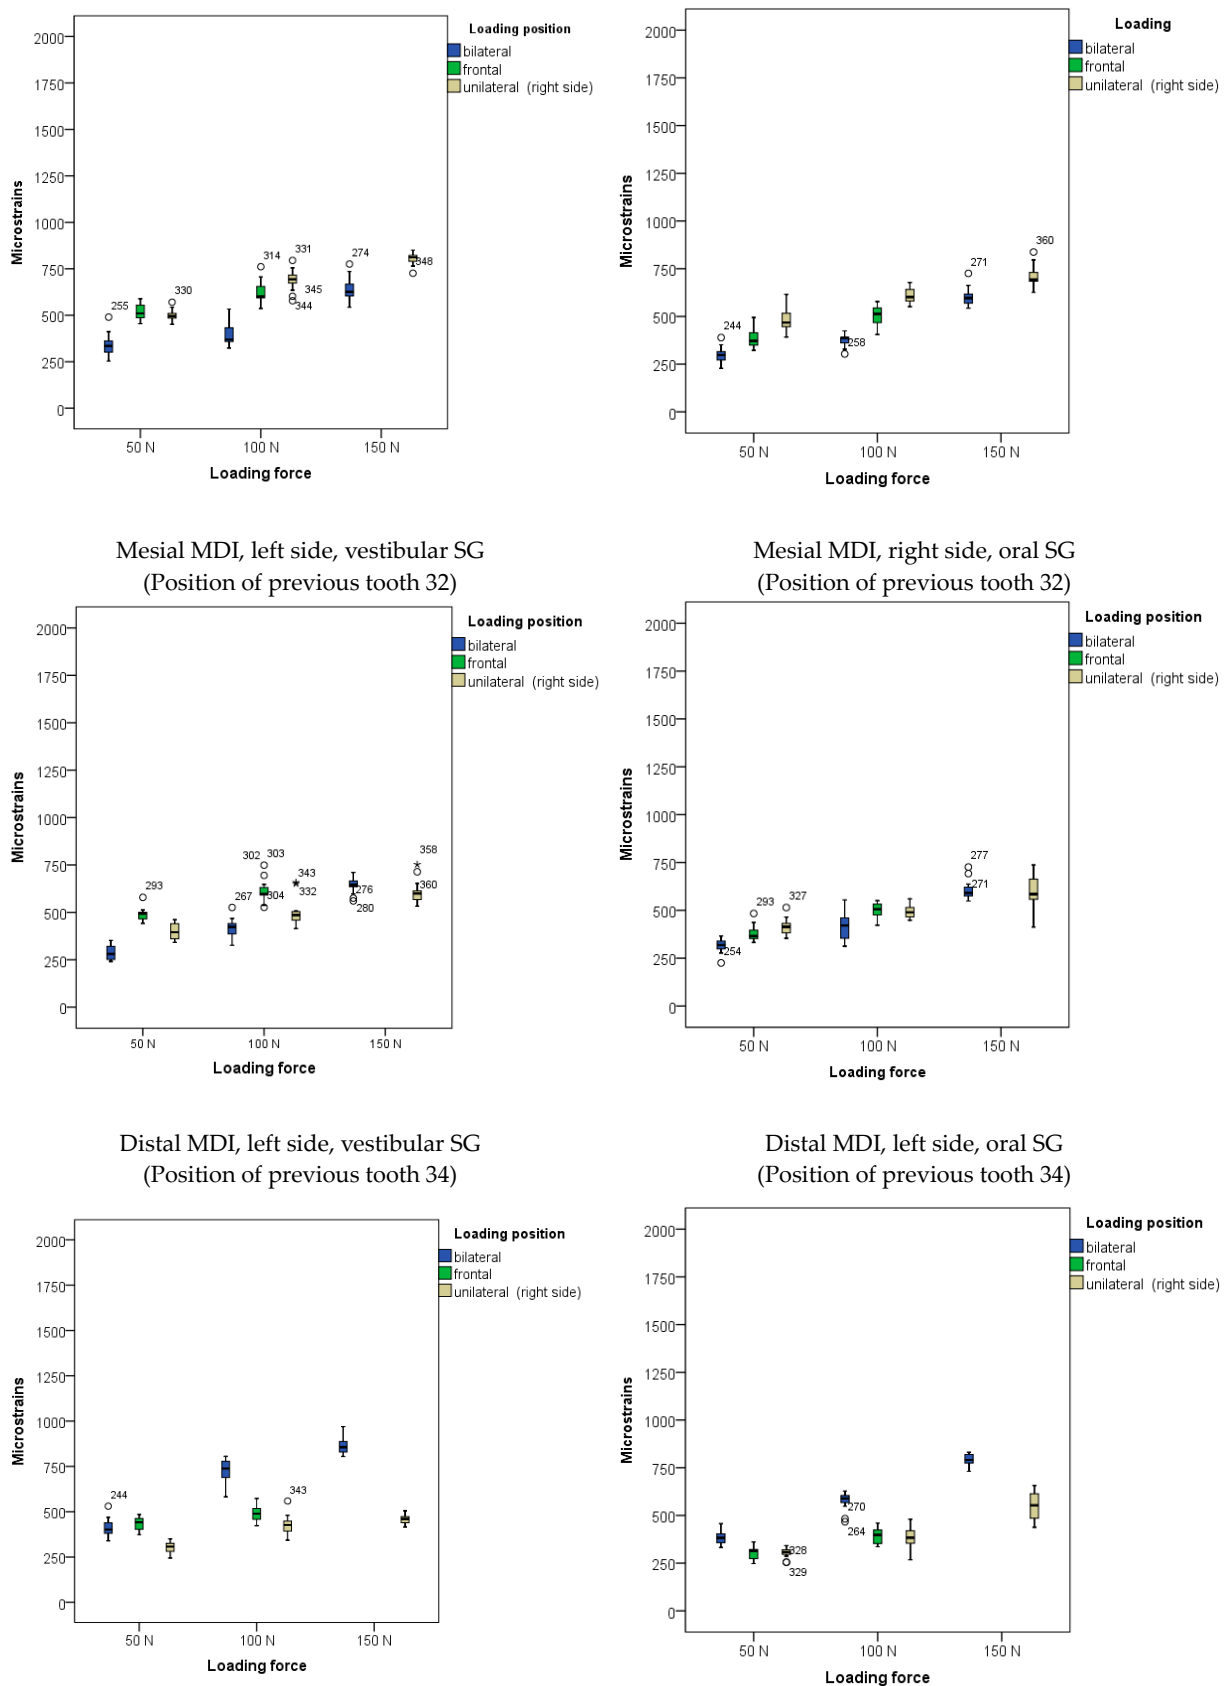 Loading position
bilateral
frontal
unilateral (right side)
2000
1750
1500
1250
1000
750
500
250
0
Microstrains
255
330
314
331
345
344
274
348
50 N
100 N
150 N
Loading force
Loading
bilateral
frontal
unilateral (right side)
2000
1750
1500
1250
1000
750
500
250
0
Microstrains
244
258
271
360
50 N
100 N
150 N
Loading force
Mesial MDI, left side, vestibular SG
(Position of previous tooth 32)
Mesial MDI, right side, oral SG
(Position of previous tooth 32)
Loading position
bilateral
frontal
unilateral (right side)
2000
1750
1500
1250
1000
750
500
250
0
Microstrains
293
267
302
303
304
343
332
276
280
358
360
50 N
100 N
150 N
Loading force
Loading position
bilateral
frontal
unilateral (right side)
2000
1750
1500
1250
1000
750
500
250
0
Microstrains
254
293
327
277
271
50 N
100 N
150 N
Loading force
Distal MDI, left side, vestibular SG
(Position of previous tooth 34)
Distal MDI, left side, oral SG
(Position of previous tooth 34)
Loading position
bilateral
frontal
unilateral (right side)
2000
1750
1500
1250
1000
750
500
250
0
Microstrains
244
343
50 N
100 N
150 N
Loading force
Loading position
bilateral
frontal
unilateral (right side)
2000
1750
1500
1250
1000
750
500
250
0
Microstrains
328
329
270
264
50 N
100 N
150 N
Loading force